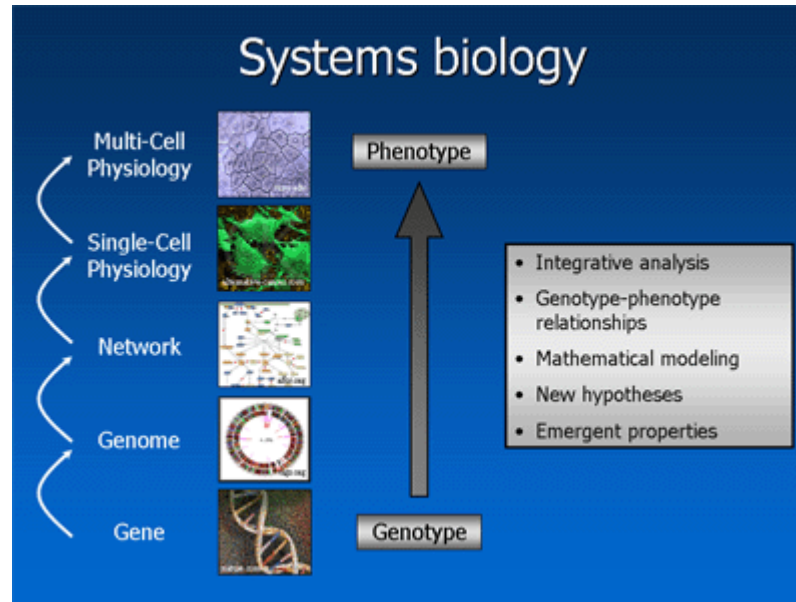 Systems biology
Multi-Cell
Physiology
Single-Cell
Physiology
Network
Genome
Gene
Phenotype
Genotype
• Integrative analysis
• Genotype-phenotype
relationships
• Mathematical modeling
• New hypotheses
• Emergent properties